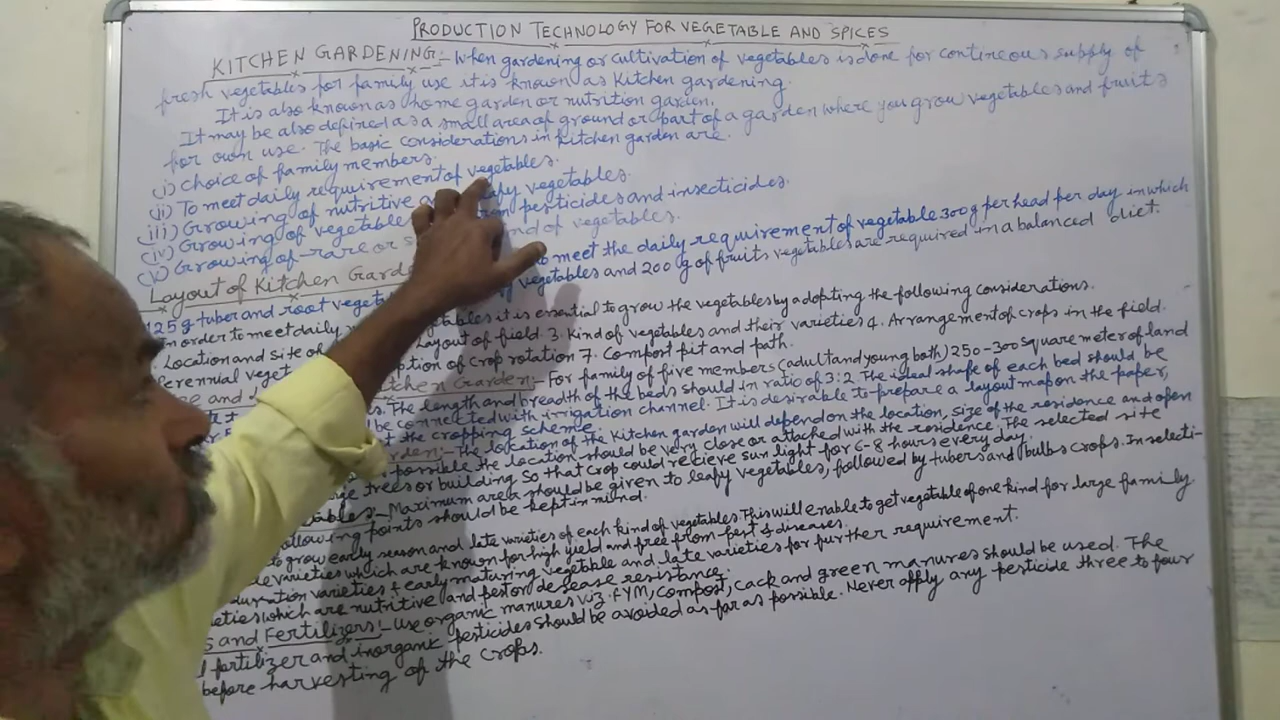 PRODUCTION TECHNOLOGY FOR VEGETABLE AND SPICES
KITCHEN GARDENING:- When gardening or cultivation of vegetables is done for contineous supply of
fresh vegetables for family use it is known as Kitchen gardening.
It is also known as home garden or nutrition garden.
It may be also defined as a small area of ground or part of a garden where you grow vegetables and fruits
for own use. The basic considerations in kitchen garden are.
(i) Choice of family members.
(ii) To meet daily requirement of vegetables.
(iii) Growing of nutritive leafy vegetables.
(iv) Growing of vegetable pesticides and insecticides.
(v) Growing of rare or kind of vegetables.
Layout of Kitchen Garde to meet the daily requirement of vegetable 300 g per head per day in which
125 g tuber and root vegeta vegetables and 200 g of fruits vegetables are required in a balanced diet.
In order to meet daily it is essential to grow the vegetables by adopting the following considerations.
Location and site of Layout of field. 3. Kind of vegetables and their varieties 4. Arrangement of crops in the field.
Perennial veget ption of crop rotation 7. Compost pit and path.
ze and tchen Garden:- For family of five members (adult and young both) 250-300 square meter of land
The length and breadth of the beds should in ratio of 3:2. The ideal shape of each bed should be
be connected with irrigation channel. It is desirable to prepare a layout map on the paper,
the cropping scheme.
rden:- The location of the Kitchen garden will depend on the location, size of the residence and open
possible the location should be very close or attached with the residence. The selected site
trees or building so that crop could recieve sun light for 6-8 hours every day.
tables:- Maximum area should be given to leafy vegetables, followed by tubers and bulbs crops. In selecti-
llowing points should be kept in mind.
to grow early season and late varieties of each kind of vegetables. This will enable to get vegetable of one kind for large family
varieties which are known for high yield and free from pest & diseases.
duration varieties & early maturing vegetable and late varieties for further requirement.
ieties which are nutritive and pest or desease resistance.
s and Fertilizers:- Use organic manures viz. FYM, compost, cack and green manures should be used. The
l fertilizer and inorganic pesticides should be avoided as far as possible. Never apply any pesticide three to four
before harvesting of the crops.